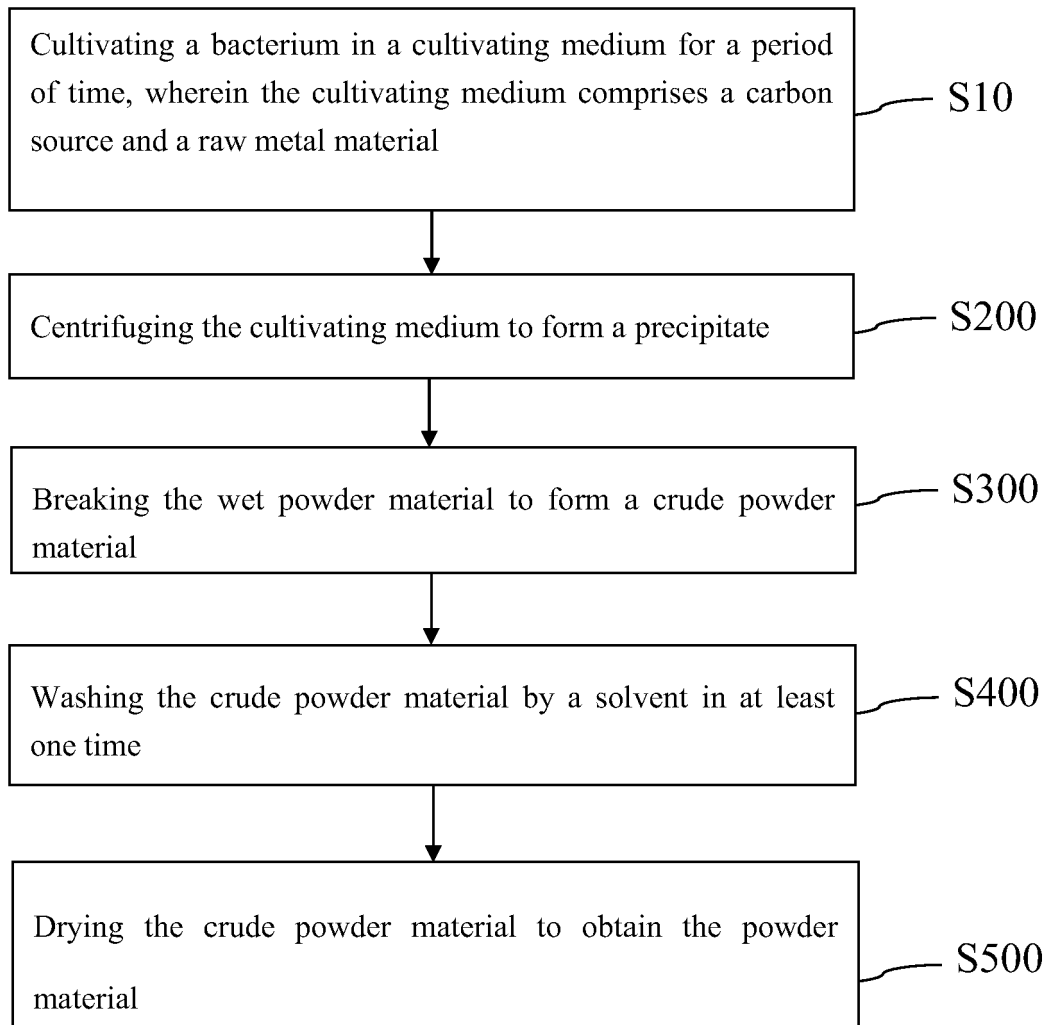 Cultivating a bacterium in a cultivating medium for a period
of time, wherein the cultivating medium comprises a carbon
source and a raw metal material
S10
Centrifuging the cultivating medium to form a precipitate
S200
Breaking the wet powder material to form a crude powder
material
S300
Washing the crude powder material by a solvent in at least
one time
S400
Drying the crude powder material to obtain the powder
material
S500